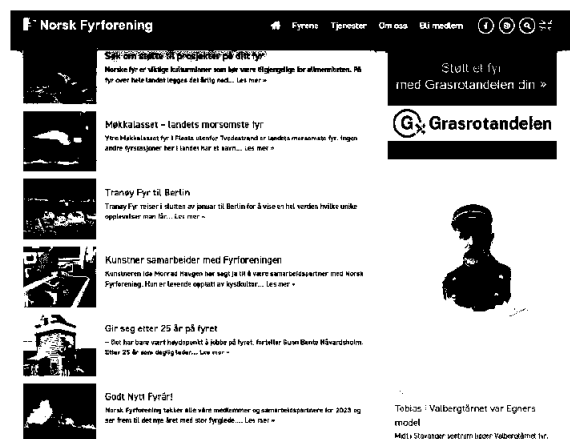 Norsk Fyrforening
Fyrene Tjenester Om oss Bli medlem
Søk om støtte til prosjekter på ditt fyr
Norske fyr er viktige kulturminner som bør være tilgjengelige for allmennheten. På
fyr over hele landet legges det årlig ned... Les mer »
Møkkalasset – landets morsomste fyr
Ytre Møkkalasset fyr i Flosta utenfor Tvedestrand er landets morsomste fyr. Ingen
andre fyrstasjoner her i landet har et navn... Les mer »
Tranøy Fyr til Berlin
Tranøy Fyr reiser i slutten av januar til Berlin for å vise en hel verden hvilke unike
opplevelser man får... Les mer »
Kunstner samarbeider med Fyrforeningen
Kunstneren Ida Monrad Haugen har sagt ja til å være samarbeidspartner med Norsk
Fyrforening. Hun er levende opptatt av kystkultur... Les mer »
Gir seg etter 25 år på fyret
– Det har bare vært høydepunkt å jobbe på fyret, forteller Gunn Bente Håvardsholm.
Etter 25 år som daglig leder... Les mer »
Godt Nytt Fyrår!
Norsk Fyrforening takker alle våre medlemmer og samarbeidspartnere for 2023 og
ser frem til det nye året med stor fyrglede.... Les mer »
Støtt et fyr
med Grasrotandelen din »
Grasrotandelen
Tobias i Valbergtårnet var Egners
modell
Midt i Stavanger sentrum ligger Valbergtårnet fyr.